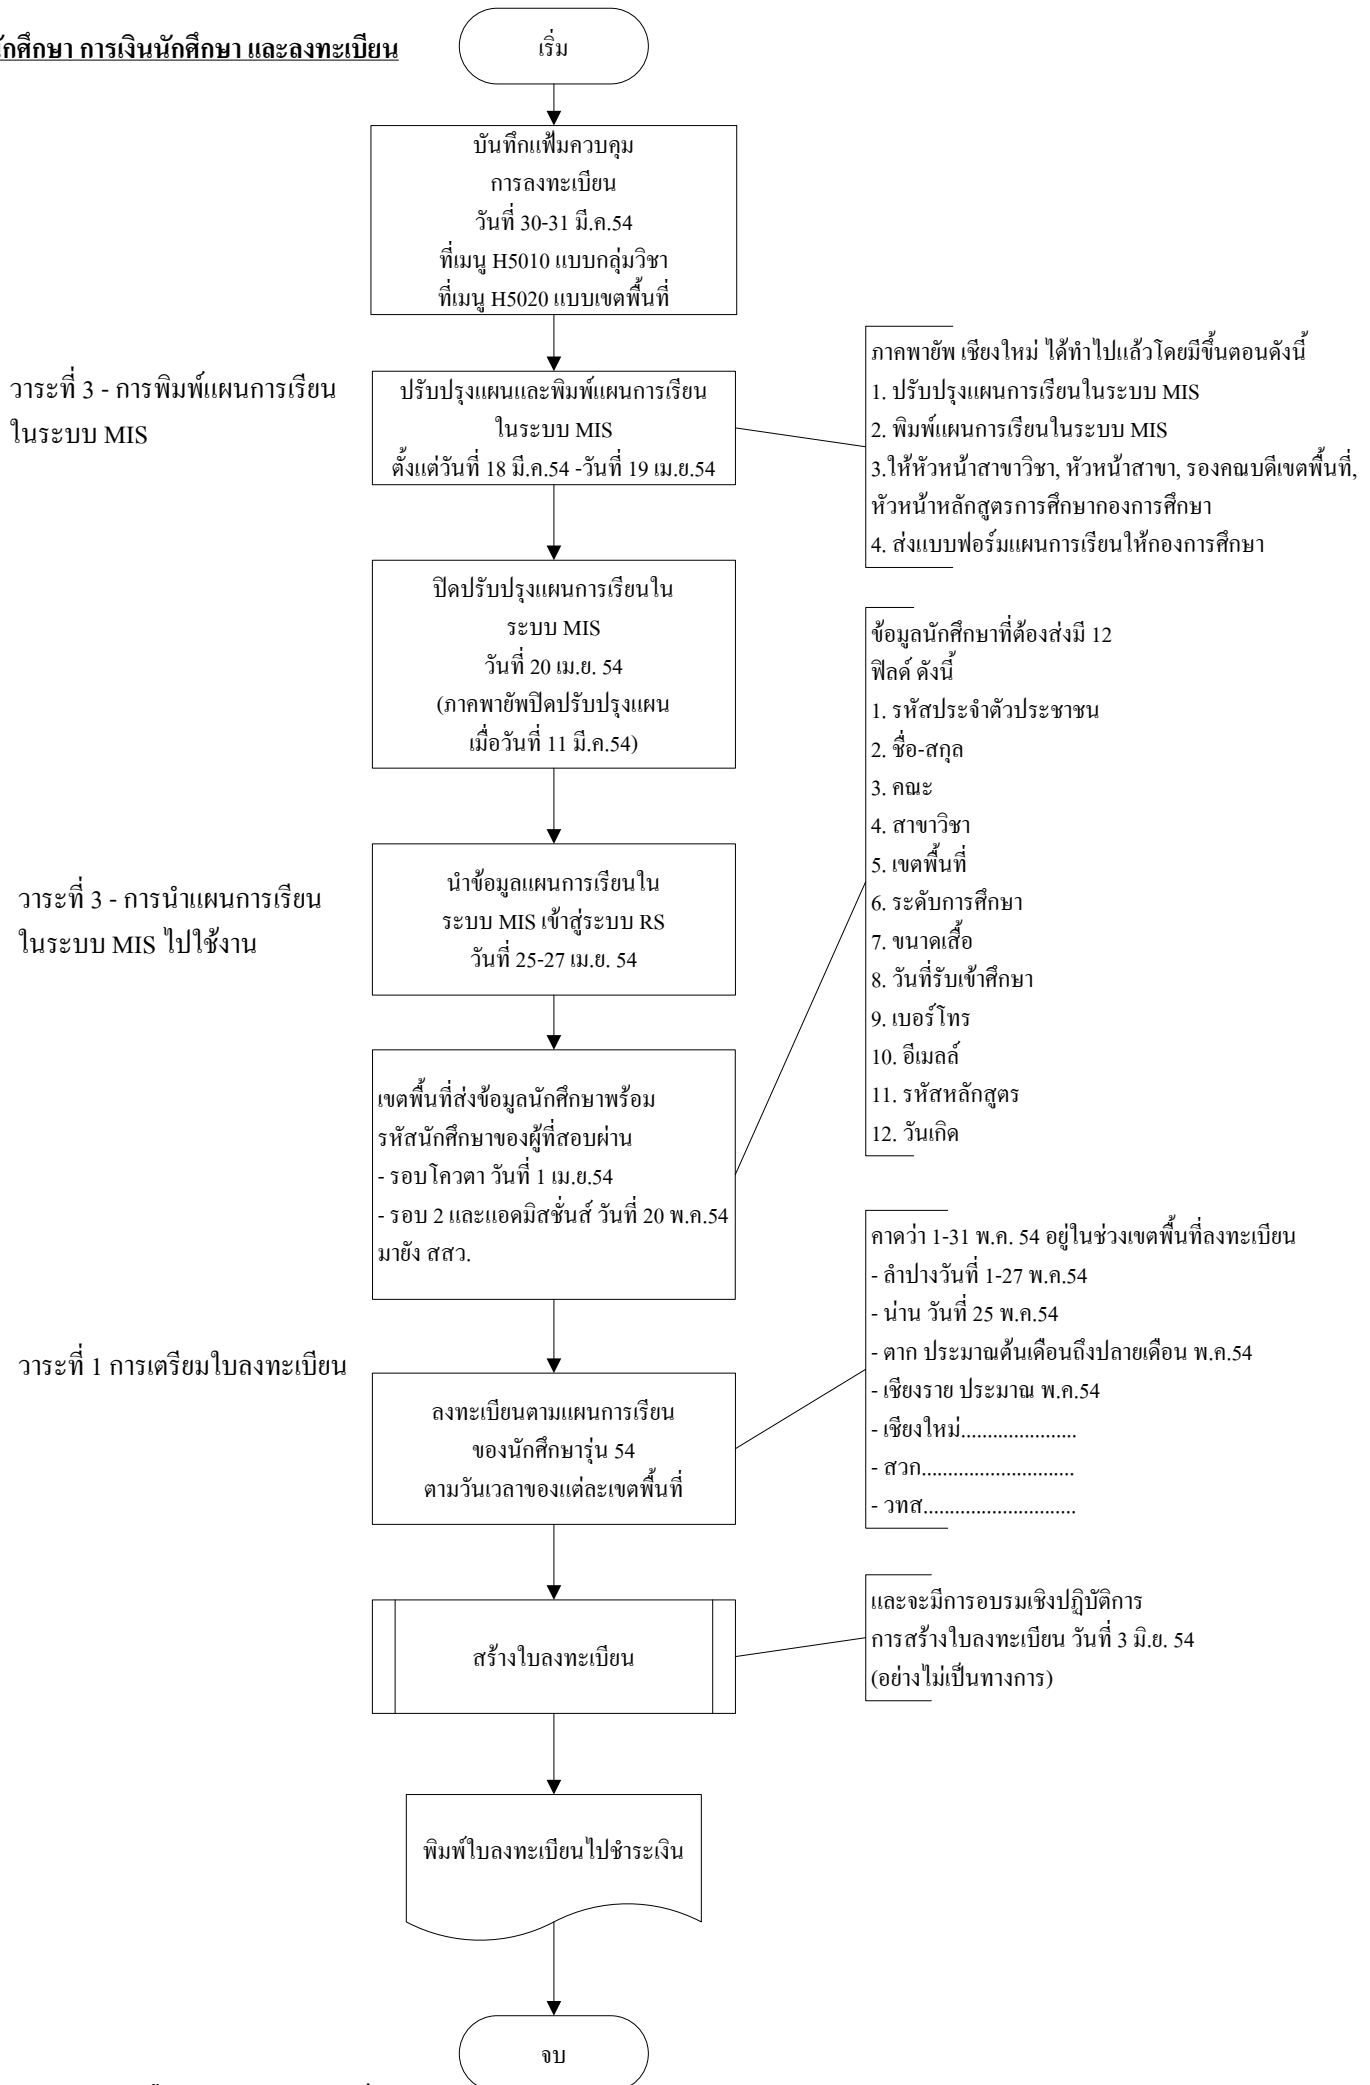 นักศึกษา การเงินนักศึกษา และลงทะเบียน
เริ่ม
บันทึกแฟ้มควบคุม
การลงทะเบียน
วันที่ 30-31 มี.ค.54
ที่เมนู H5010 แบบกลุ่มวิชา
ที่เมนู H5020 แบบเขตพื้นที่
วาระที่ 3 - การพิมพ์แผนการเรียน
ในระบบ MIS
ปรับปรุงแผนและพิมพ์แผนการเรียน
ในระบบ MIS
ตั้งแต่วันที่ 18 มี.ค.54 -วันที่ 19 เม.ย.54
ภาคพายัพ เชียงใหม่ ได้ทำไปแล้วโดยมีขึ้นตอนดังนี้
1. ปรับปรุงแผนการเรียนในระบบ MIS
2. พิมพ์แผนการเรียนในระบบ MIS
3.ให้หัวหน้าสาขาวิชา, หัวหน้าสาขา, รองคณบดีเขตพื้นที่,
หัวหน้าหลักสูตรการศึกษากองการศึกษา
4. ส่งแบบฟอร์มแผนการเรียนให้กองการศึกษา
ปิดปรับปรุงแผนการเรียนใน
ระบบ MIS
วันที่ 20 เม.ย. 54
(ภาคพายัพปิดปรับปรุงแผน
เมื่อวันที่ 11 มี.ค.54)
ข้อมูลนักศึกษาที่ต้องส่งมี 12
ฟิลด์ ดังนี้
1. รหัสประจำตัวประชาชน
2. ชื่อ-สกุล
3. คณะ
4. สาขาวิชา
5. เขตพื้นที่
6. ระดับการศึกษา
7. ขนาดเสื้อ
8. วันที่รับเข้าศึกษา
9. เบอร์โทร
10. อีเมลล์
11. รหัสหลักสูตร
12. วันเกิด
วาระที่ 3 - การนำแผนการเรียน
ในระบบ MIS ไปใช้งาน
นำข้อมูลแผนการเรียนใน
ระบบ MIS เข้าสู่ระบบ RS
วันที่ 25-27 เม.ย. 54
เขตพื้นที่ส่งข้อมูลนักศึกษาพร้อม
รหัสนักศึกษาของผู้ที่สอบผ่าน
- รอบโควตา วันที่ 1 เม.ย.54
- รอบ 2 และแอดมิสชั่นส์ วันที่ 20 พ.ค.54
มายัง สสว.
คาดว่า 1-31 พ.ค. 54 อยู่ในช่วงเขตพื้นที่ลงทะเบียน
- ลำปางวันที่ 1-27 พ.ค.54
- น่าน วันที่ 25 พ.ค.54
- ตาก ประมาณต้นเดือนถึงปลายเดือน พ.ค.54
- เชียงราย ประมาณ พ.ค.54
- เชียงใหม่......................
- สวก.............................
- วทส.............................
วาระที่ 1 การเตรียมใบลงทะเบียน
ลงทะเบียนตามแผนการเรียน
ของนักศึกษารุ่น 54
ตามวันเวลาของแต่ละเขตพื้นที่
สร้างใบลงทะเบียน
และจะมีการอบรมเชิงปฏิบัติการ
การสร้างใบลงทะเบียน วันที่ 3 มิ.ย. 54
(อย่างไม่เป็นทางการ)
พิมพ์ใบลงทะเบียนไปชำระเงิน
จบ